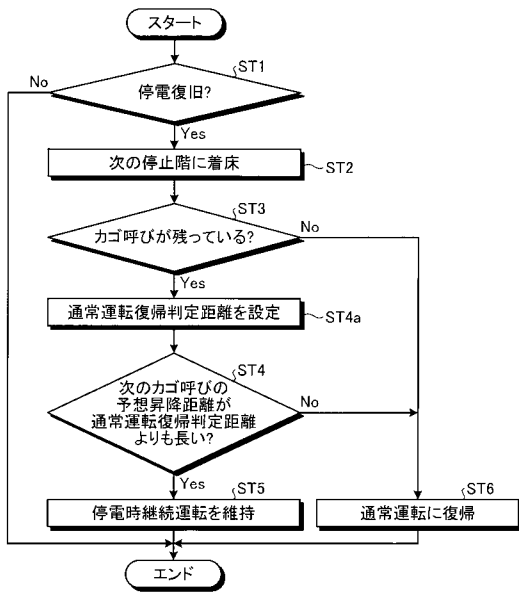 スタート
ST1
No
停電復旧?
Yes
次の停止階に着床
ST2
ST3
カゴ呼びが残っている?
No
Yes
通常運転復帰判定距離を設定
ST4a
ST4
次のカゴ呼びの
予想昇降距離が
通常運転復帰判定距離
よりも長い?
No
Yes
ST5
停電時継続運転を維持
ST6
通常運転に復帰
エンド